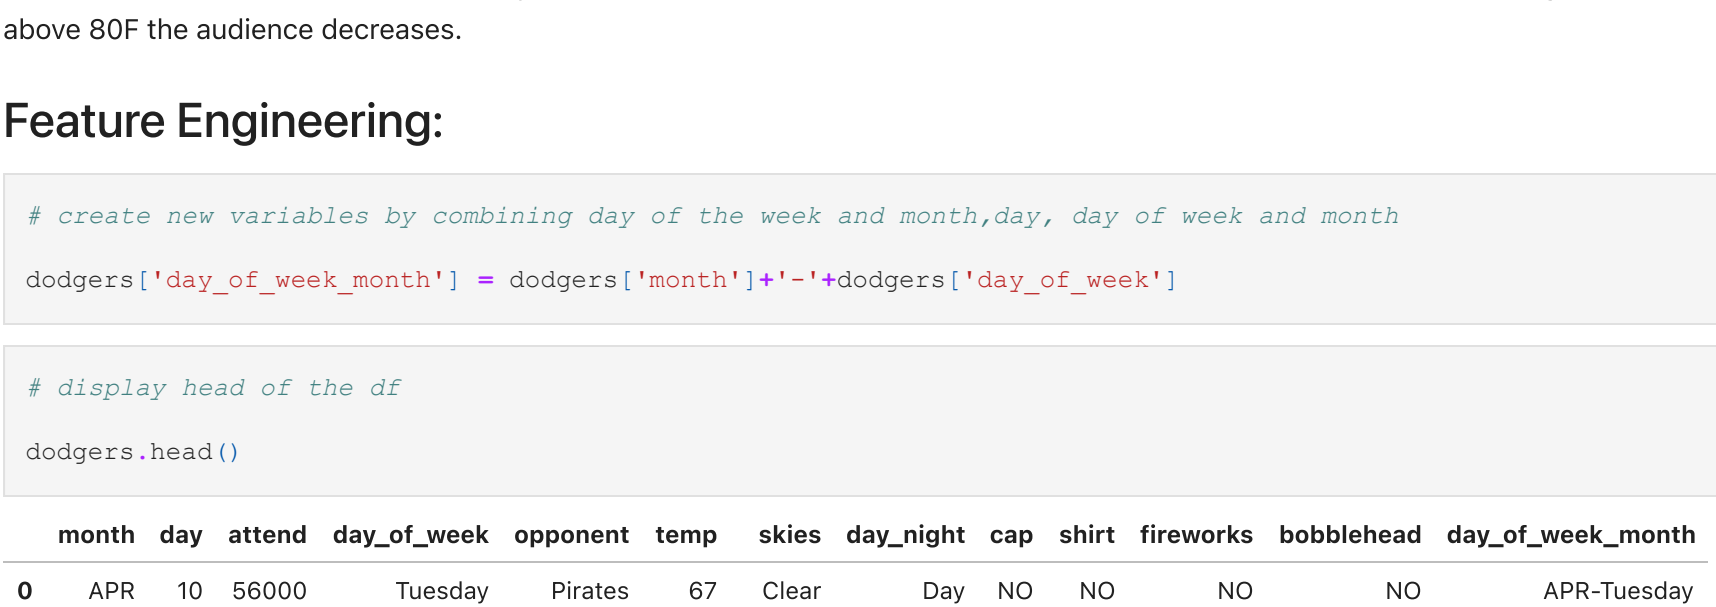 above 80F the audience decreases.
Feature Engineering:
# create new variables by combining day of the week and month,day, day of week and month
dodgers['day_of_week_month'] = dodgers['month']+'-'+dodgers['day_of_week']
# display head of the df
dodgers.head()
month day attend day_of_week opponent temp skies day_night cap shirt fireworks bobblehead day_of_week_month
0 APR 10 56000 Tuesday Pirates 67 Clear Day NO NO NO NO APR-Tuesday